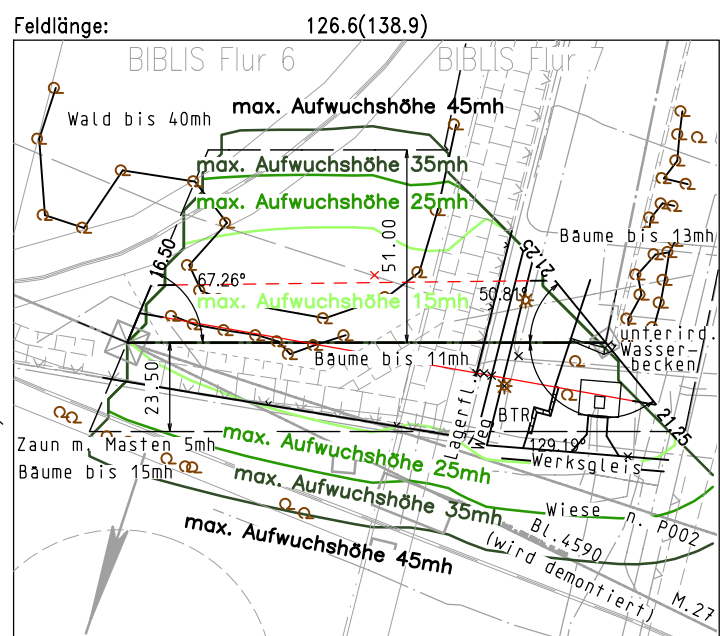 Feldlänge: 126.6(138.9)
BIBLIS Flur 6
BIBLIS Flur 7
Wald bis 40mh
max. Aufwuchshöhe 45mh
max. Aufwuchshöhe 35mh
max. Aufwuchshöhe 25mh
Bäume bis 13mh
16.50
51.00
21.25
67.26°
50.81°
max. Aufwuchshöhe 15mh
unterird.
Wasser-
becken
Bäume bis 11mh
23.50
Lagerfl.
Weg
BTR
21.25
129.19°
Zaun m. Masten 5mh
Bäume bis 15mh
max. Aufwuchshöhe 25mh
Werksgleis
max. Aufwuchshöhe 35mh
Wiese
n. P002
max. Aufwuchshöhe 45mh
Bl.4590
(wird demontiert)
M.27